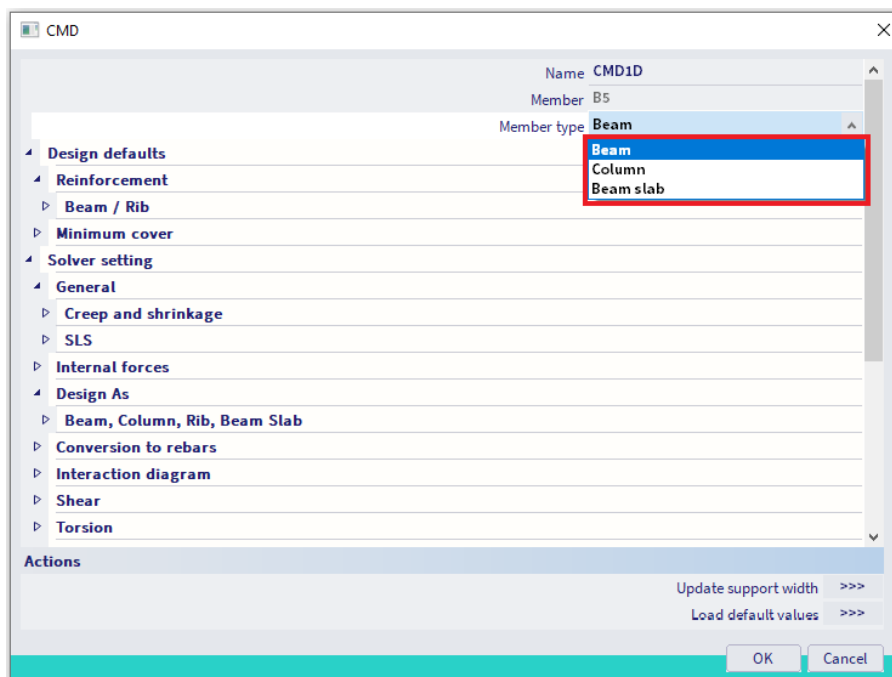 CMD
Name CMD1D
Member B5
Member type Beam
Beam
Column
Beam slab
Design defaults
Reinforcement
Beam / Rib
Minimum cover
Solver setting
General
Creep and shrinkage
SLS
Internal forces
Design As
Beam, Column, Rib, Beam Slab
Conversion to rebars
Interaction diagram
Shear
Torsion
Actions
Update support width >>>
Load default values >>>
OK Cancel